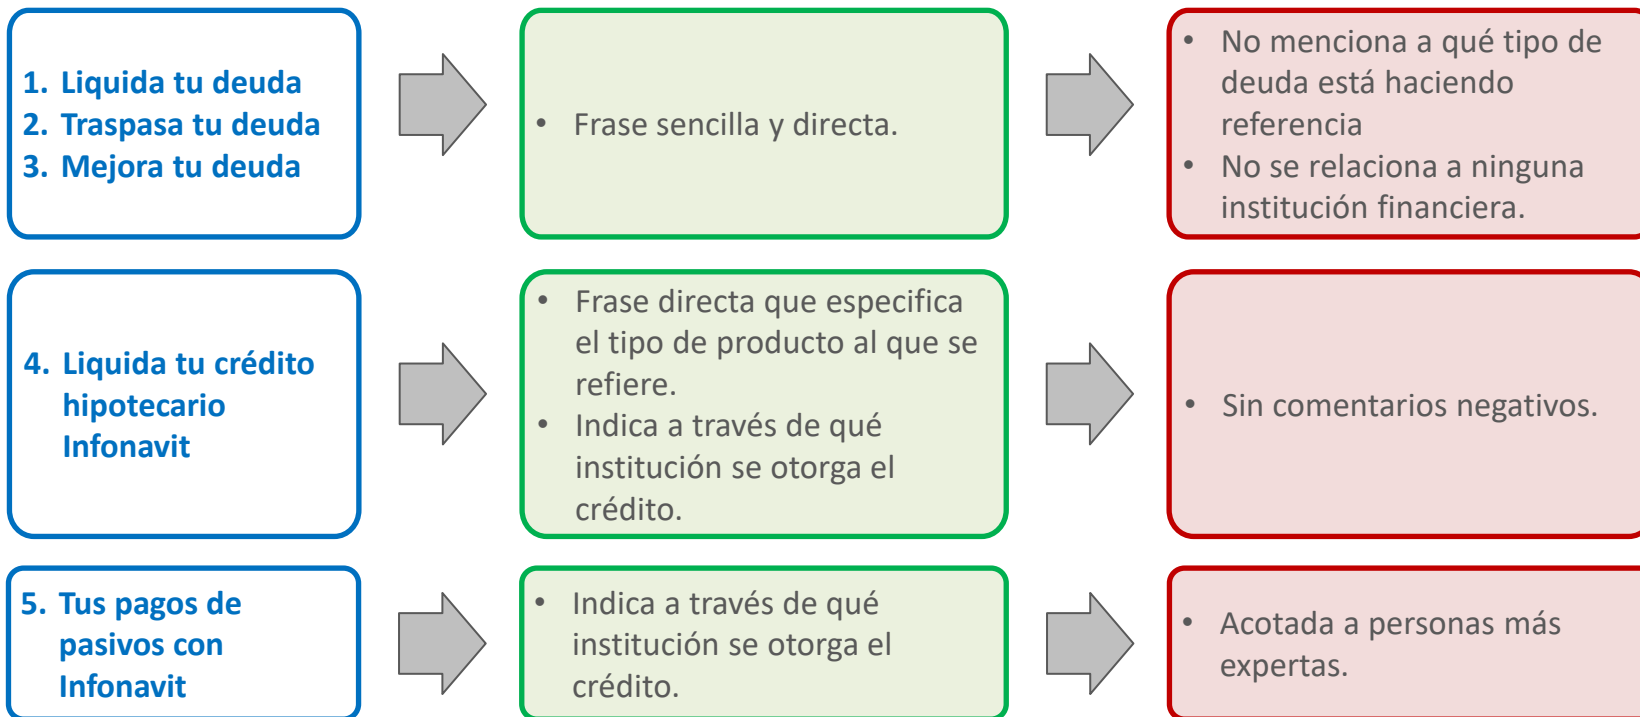 1. Liquida tu deuda
2. Traspasa tu deuda
3. Mejora tu deuda
• Frase sencilla y directa.
• No menciona a qué tipo de
deuda está haciendo
referencia
• No se relaciona a ninguna
institución financiera.
4. Liquida tu crédito
hipotecario
Infonavit
• Frase directa que especifica
el tipo de producto al que se
refiere.
• Indica a través de qué
institución se otorga el
crédito.
• Sin comentarios negativos.
5. Tus pagos de
pasivos con
Infonavit
• Indica a través de qué
institución se otorga el
crédito.
• Acotada a personas más
expertas.